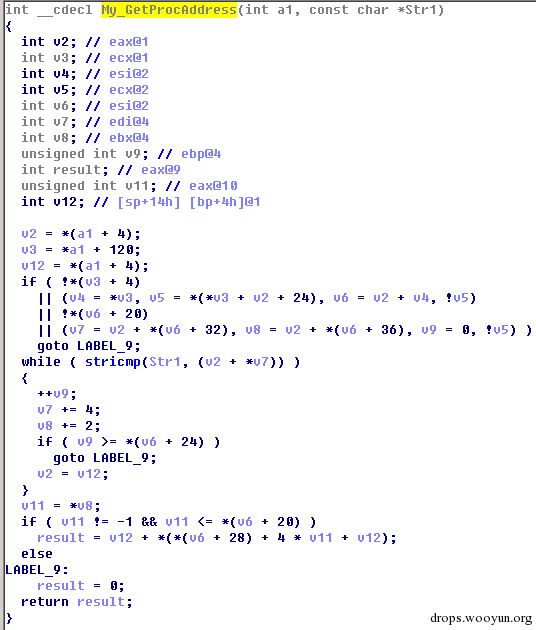 int __cdecl My_GetProcAddress(int a1, const char *Str1)
{
int v2; // eax@1
int v3; // ecx@1
int v4; // esi@2
int v5; // ecx@2
int v6; // esi@2
int v7; // edi@4
int v8; // ebx@4
unsigned int v9; // ebp@4
int result; // eax@9
unsigned int v11; // eax@10
int v12; // [sp+14h] [bp+4h]@1
v2 = *(a1 + 4);
v3 = *a1 + 120;
v12 = *(a1 + 4);
if ( !*(v3 + 4)
|| (v4 = *v3, v5 = *(*v3 + v2 + 24), v6 = v2 + v4, !v5)
|| !*(v6 + 20)
|| (v7 = v2 + *(v6 + 32), v8 = v2 + *(v6 + 36), v9 = 0, !v5) )
goto LABEL_9;
while ( stricmp(Str1, (v2 + *v7)) )
{
++v9;
v7 += 4;
v8 += 2;
if ( v9 >= *(v6 + 24) )
goto LABEL_9;
v2 = v12;
}
v11 = *v8;
if ( v11 != -1 && v11 <= *(v6 + 20) )
result = v12 + *(*(v6 + 28) + 4 * v11 + v12);
else
LABEL_9:
result = 0;
return result;
}
drops.wooyun.org